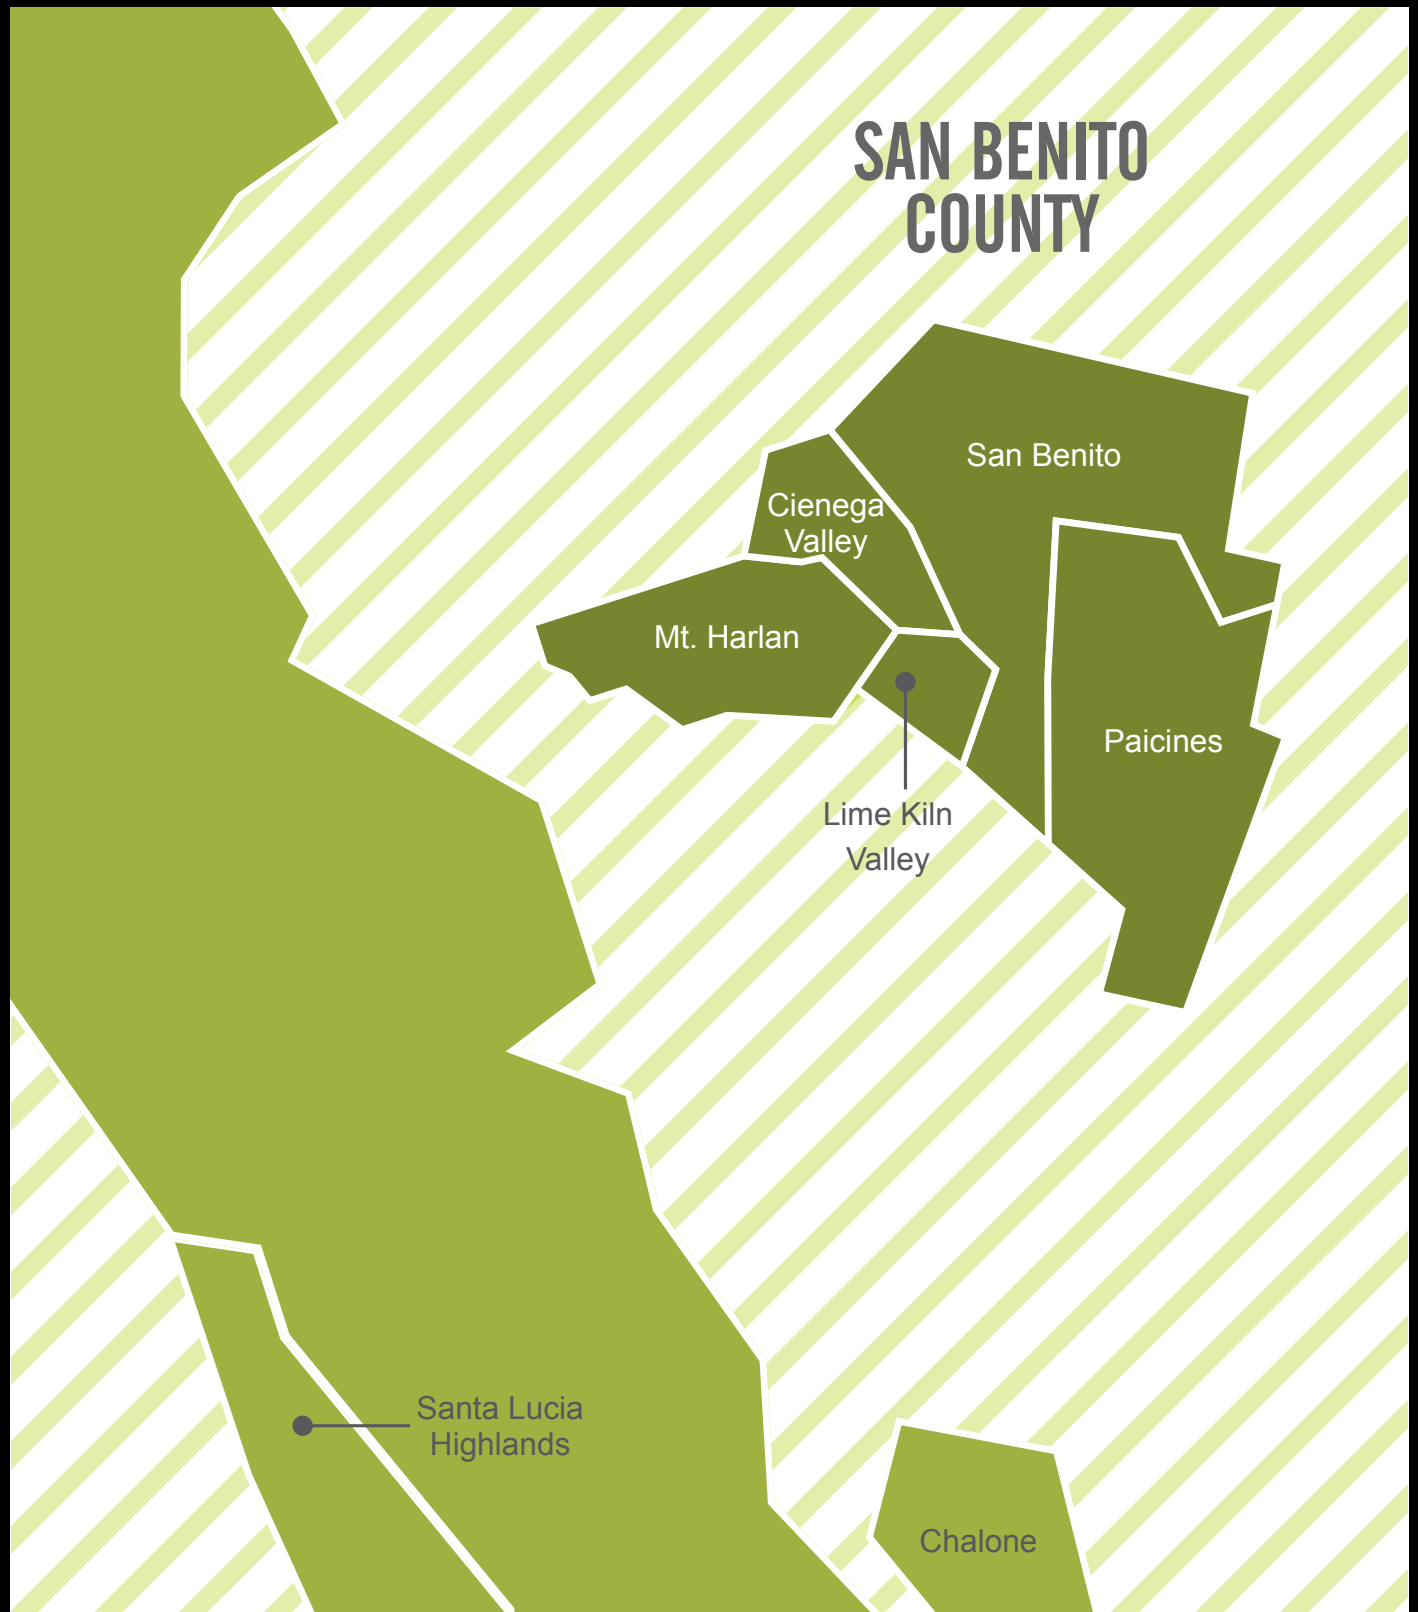 SAN BENITO
COUNTY
San Benito
Cienega
Valley
Mt. Harlan
Paicines
Lime Kiln
Valley
Santa Lucia
Highlands
Chalone